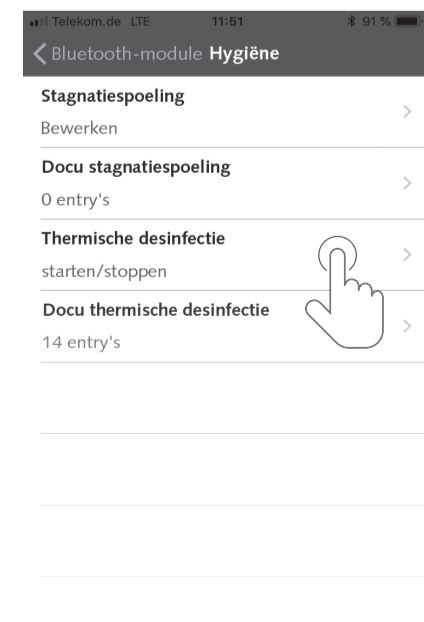 Telekom.de LTE 11:51 91 %
Bluetooth-module Hygiëne
Stagnatiespoeling
Bewerken
Docu stagnatiespoeling
0 entry's
Thermische desinfectie
starten/stoppen
Docu thermische desinfectie
14 entry's